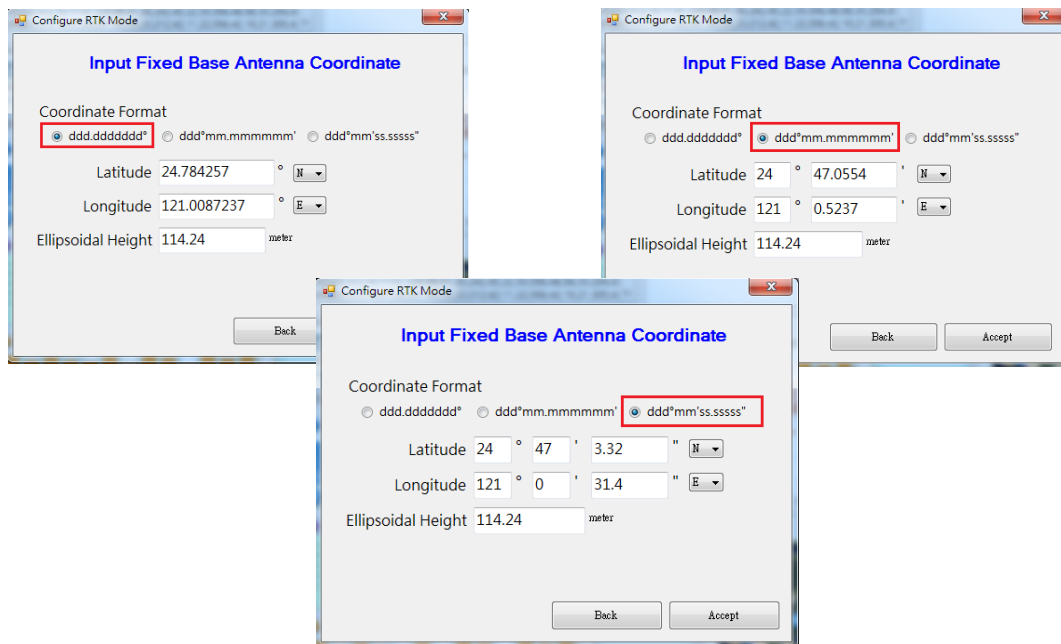 Configure RTK Mode
Input Fixed Base Antenna Coordinate
Coordinate Format
ddd.ddddddd° ddd°mm.mmmmmm' ddd°mm'ss.sssss"
Latitude 24.784257 ° N
Longitude 121.0087237 ° E
Ellipsoidal Height 114.24 meter
Back
Configure RTK Mode
Input Fixed Base Antenna Coordinate
Coordinate Format
ddd.ddddddd° ddd°mm.mmmmmm' ddd°mm'ss.sssss"
Latitude 24 ° 47.0554 ' N
Longitude 121 ° 0.5237 ' E
Ellipsoidal Height 114.24 meter
Back Accept
Configure RTK Mode
Input Fixed Base Antenna Coordinate
Coordinate Format
ddd.ddddddd° ddd°mm.mmmmmm' ddd°mm'ss.sssss"
Latitude 24 ° 47 ' 3.32 " N
Longitude 121 ° 0 ' 31.4 " E
Ellipsoidal Height 114.24 meter
Back Accept